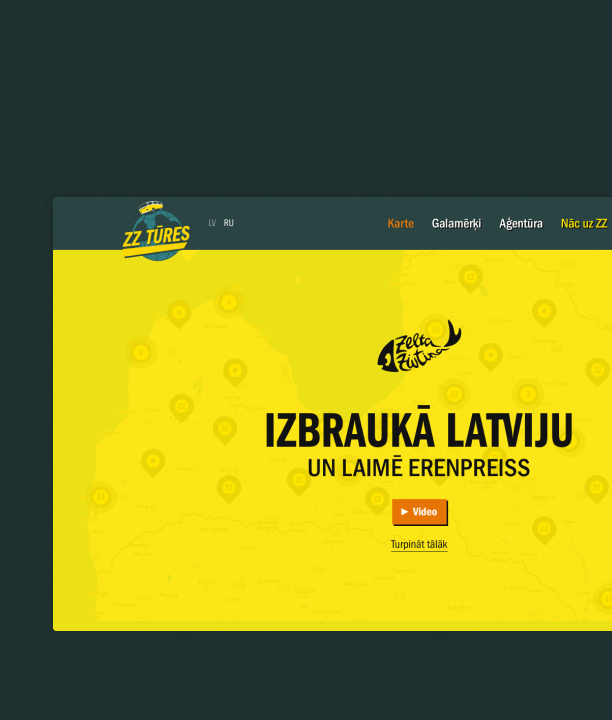 ZZ TŪRES
LV RU
Karte Galamērķi Aģentūra Nāc uz ZZ
Zelta
Zivtiņa
IZBRAUKĀ LATVIJU
UN LAIMĒ ERENPREISS
Video
Turpināt tālāk